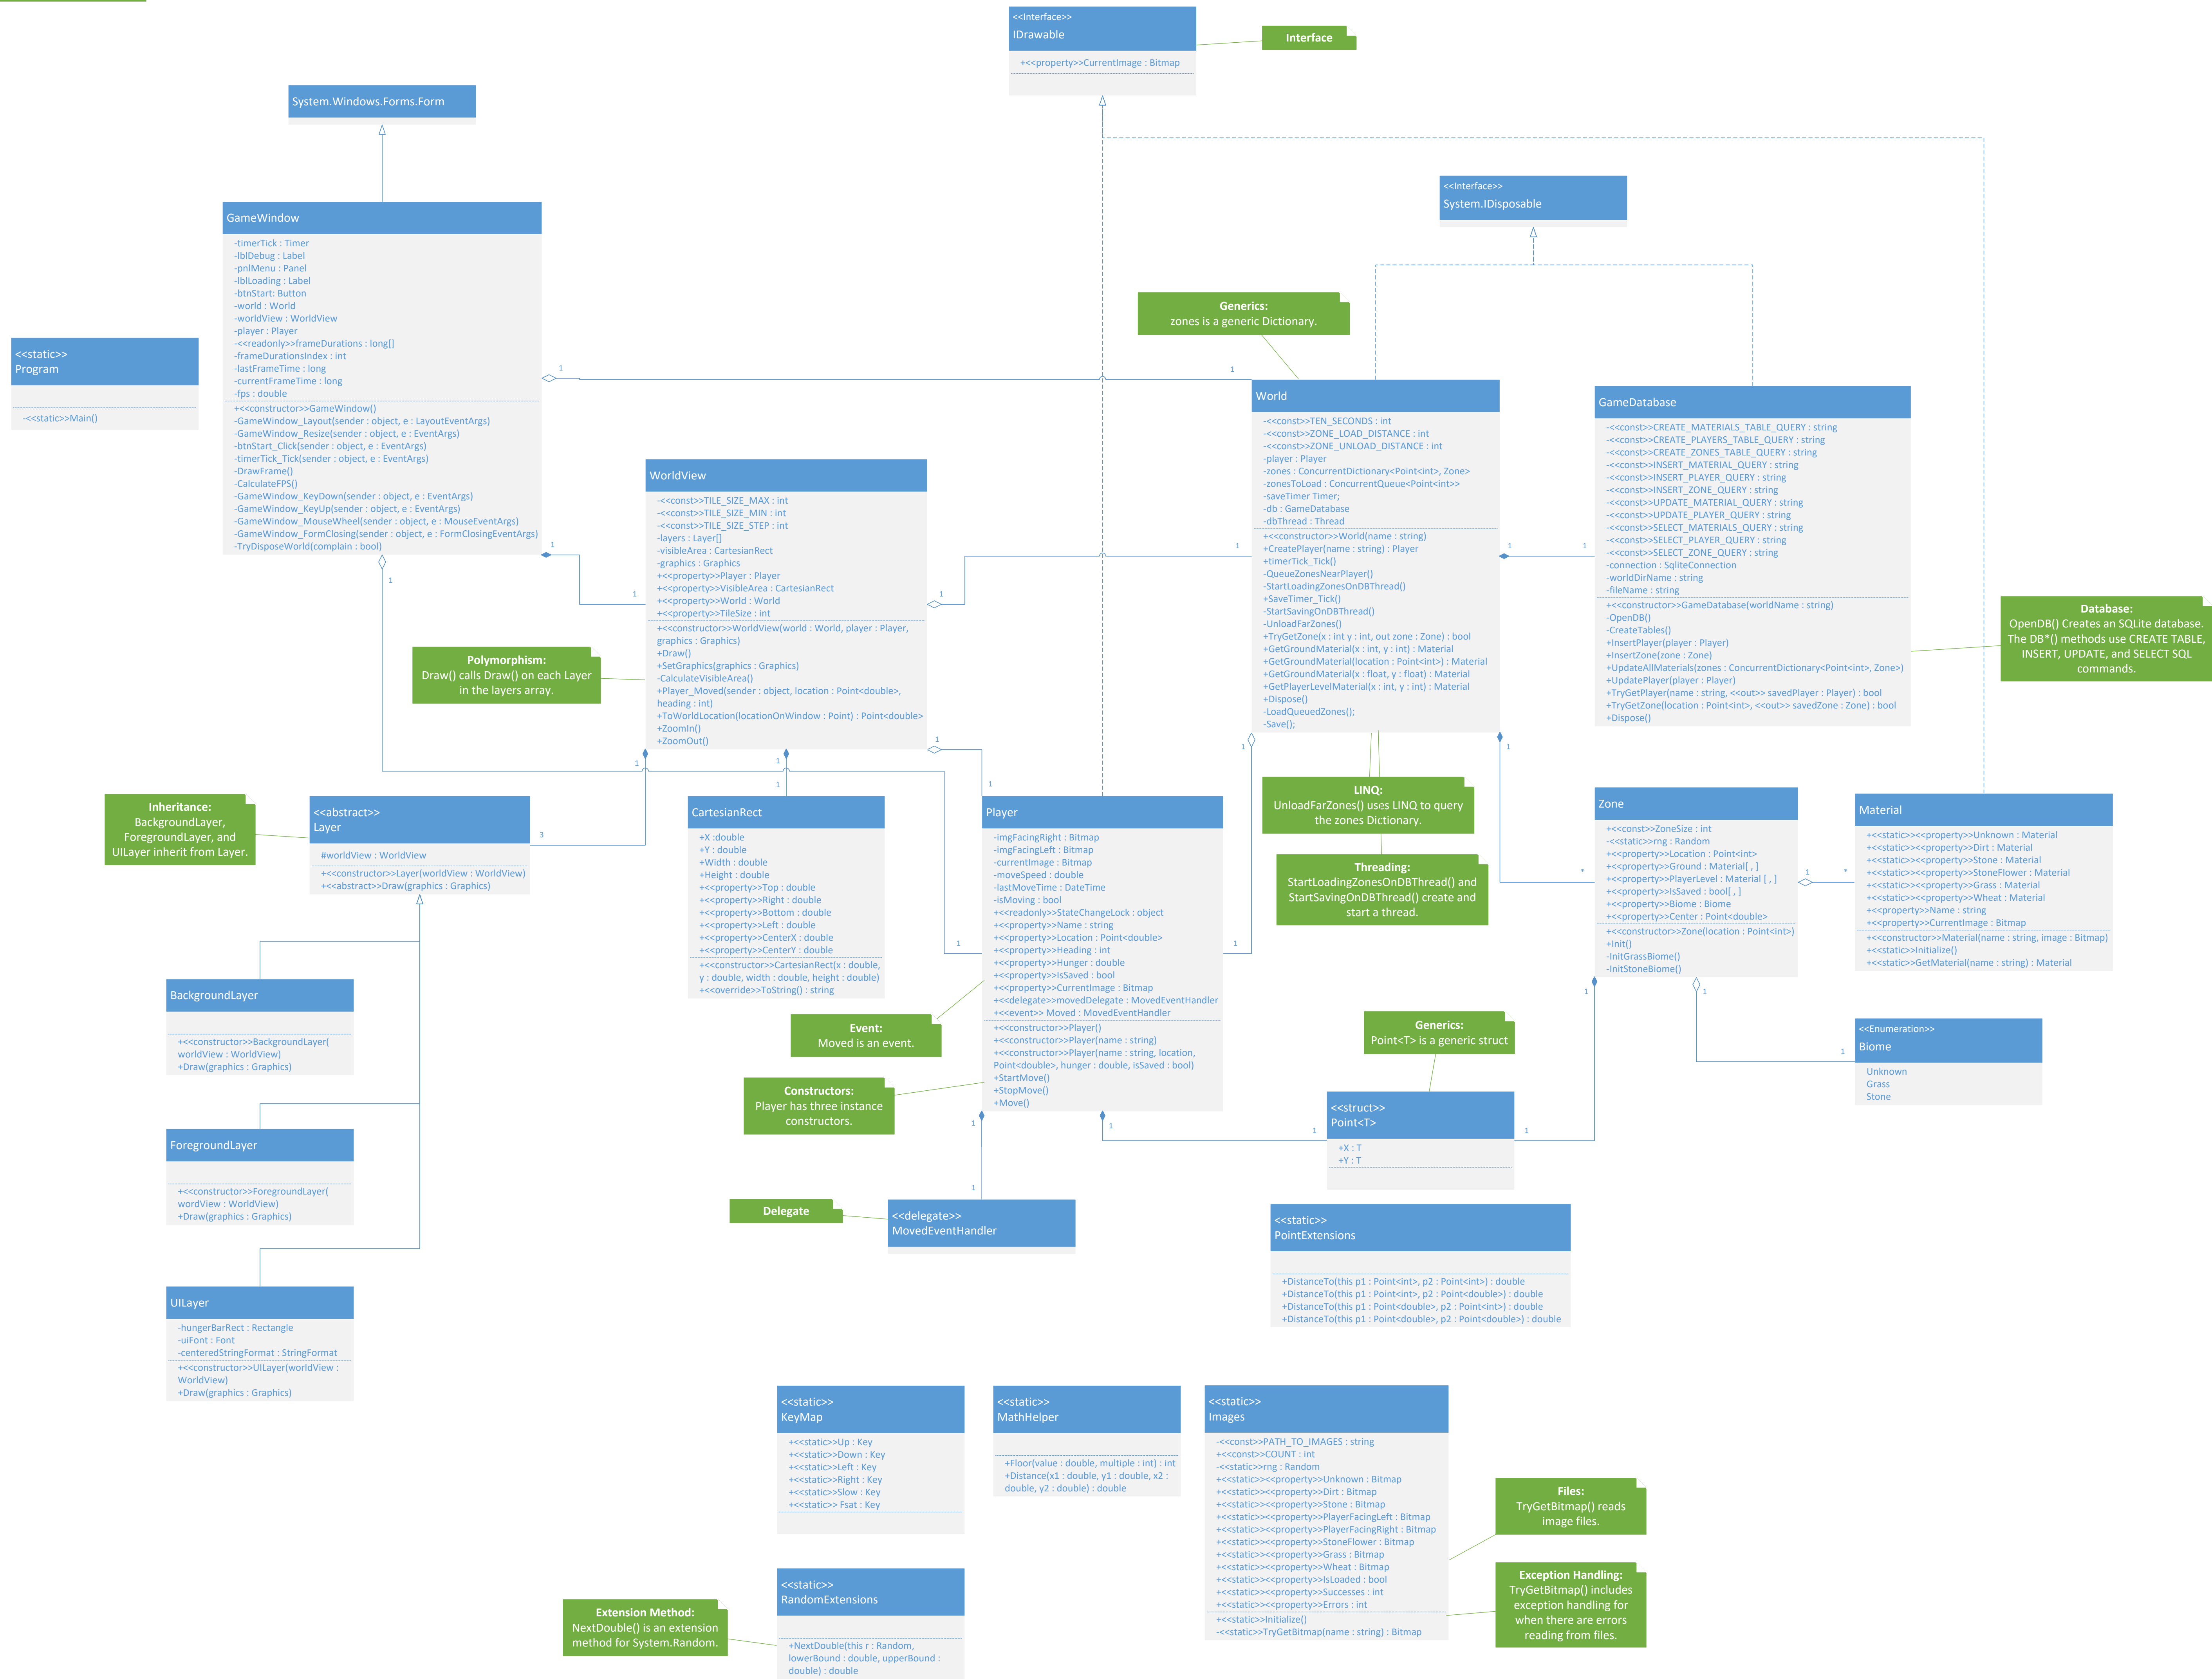 <<Interface>>
IDrawable
+<<property>>CurrentImage : Bitmap
Interface
System.Windows.Forms.Form
<<Interface>>
System.IDisposable
GameWindow
-timerTick : Timer
-lblDebug : Label
-pnlMenu : Panel
-lblLoading : Label
-btnStart: Button
-world : World
-worldView : WorldView
-player : Player
-<<readonly>>frameDurations : long[]
-frameDurationsIndex : int
-lastFrameTime : long
-currentFrameTime : long
-fps : double
+<<constructor>>GameWindow()
-GameWindow_Layout(sender : object, e : LayoutEventArgs)
-GameWindow_Resize(sender : object, e : EventArgs)
-btnStart_Click(sender : object, e : EventArgs)
-timerTick_Tick(sender : object, e : EventArgs)
-DrawFrame()
-CalculateFPS()
-GameWindow_KeyDown(sender : object, e : EventArgs)
-GameWindow_KeyUp(sender : object, e : EventArgs)
-GameWindow_MouseWheel(sender : object, e : MouseEventArgs)
-GameWindow_FormClosing(sender : object, e : FormClosingEventArgs)
-TryDisposeWorld(complain : bool)
1
1
1
1
1
<<static>>
Program
-<<static>>Main()
Generics:
zones is a generic Dictionary.
World
-<<const>>TEN_SECONDS : int
-<<const>>ZONE_LOAD_DISTANCE : int
-<<const>>ZONE_UNLOAD_DISTANCE : int
-player : Player
-zones : ConcurrentDictionary<Point<int>, Zone>
-zonesToLoad : ConcurrentQueue<Point<int>>
-saveTimer Timer;
-db : GameDatabase
-dbThread : Thread
+<<constructor>>World(name : string)
+CreatePlayer(name : string) : Player
+timerTick_Tick()
-QueueZonesNearPlayer()
-StartLoadingZonesOnDBThread()
+SaveTimer_Tick()
-StartSavingOnDBThread()
-UnloadFarZones()
+TryGetZone(x : int y : int, out zone : Zone) : bool
+GetGroundMaterial(x : int, y : int) : Material
+GetGroundMaterial(location : Point<int>) : Material
+GetGroundMaterial(x : float, y : float) : Material
+GetPlayerLevelMaterial(x : int, y : int) : Material
+Dispose()
-LoadQueuedZones();
-Save();
1
1
1
1
1
GameDatabase
-<<const>>CREATE_MATERIALS_TABLE_QUERY : string
-<<const>>CREATE_PLAYERS_TABLE_QUERY : string
-<<const>>CREATE_ZONES_TABLE_QUERY : string
-<<const>>INSERT_MATERIAL_QUERY : string
-<<const>>INSERT_PLAYER_QUERY : string
-<<const>>INSERT_ZONE_QUERY : string
-<<const>>UPDATE_MATERIAL_QUERY : string
-<<const>>UPDATE_PLAYER_QUERY : string
-<<const>>SELECT_MATERIALS_QUERY : string
-<<const>>SELECT_PLAYER_QUERY : string
-<<const>>SELECT_ZONE_QUERY : string
-connection : SqliteConnection
-worldDirName : string
-fileName : string
+<<constructor>>GameDatabase(worldName : string)
-OpenDB()
-CreateTables()
+InsertPlayer(player : Player)
+InsertZone(zone : Zone)
+UpdateAllMaterials(zones : ConcurrentDictionary<Point<int>, Zone>)
+UpdatePlayer(player : Player)
+TryGetPlayer(name : string, <<out>> savedPlayer : Player) : bool
+TryGetZone(location : Point<int>, <<out>> savedZone : Zone) : bool
+Dispose()
Database:
OpenDB() Creates an SQLite database.
The DB*() methods use CREATE TABLE,
INSERT, UPDATE, and SELECT SQL
commands.
WorldView
-<<const>>TILE_SIZE_MAX : int
-<<const>>TILE_SIZE_MIN : int
-<<const>>TILE_SIZE_STEP : int
-layers : Layer[]
-visibleArea : CartesianRect
-graphics : Graphics
+<<property>>Player : Player
+<<property>>VisibleArea : CartesianRect
+<<property>>World : World
+<<property>>TileSize : int
+<<constructor>>WorldView(world : World, player : Player,
graphics : Graphics)
+Draw()
+SetGraphics(graphics : Graphics)
-CalculateVisibleArea()
+Player_Moved(sender : object, location : Point<double>,
heading : int)
+ToWorldLocation(locationOnWindow : Point) : Point<double>
+ZoomIn()
+ZoomOut()
1
1
1
1
1
1
Polymorphism:
Draw() calls Draw() on each Layer
in the layers array.
LINQ:
UnloadFarZones() uses LINQ to query
the zones Dictionary.
Threading:
StartLoadingZonesOnDBThread() and
StartSavingOnDBThread() create and
start a thread.
Inheritance:
BackgroundLayer,
ForegroundLayer, and
UILayer inherit from Layer.
<<abstract>>
Layer
#worldView : WorldView
+<<constructor>>Layer(worldView : WorldView)
+<<abstract>>Draw(graphics : Graphics)
3
CartesianRect
+X :double
+Y : double
+Width : double
+Height : double
+<<property>>Top : double
+<<property>>Right : double
+<<property>>Bottom : double
+<<property>>Left : double
+<<property>>CenterX : double
+<<property>>CenterY : double
+<<constructor>>CartesianRect(x : double,
y : double, width : double, height : double)
+<<override>>ToString() : string
Player
-imgFacingRight : Bitmap
-imgFacingLeft : Bitmap
-currentImage : Bitmap
-moveSpeed : double
-lastMoveTime : DateTime
-isMoving : bool
+<<readonly>>StateChangeLock : object
+<<property>>Name : string
+<<property>>Location : Point<double>
+<<property>>Heading : int
+<<property>>Hunger : double
+<<property>>IsSaved : bool
+<<property>>CurrentImage : Bitmap
+<<delegate>>movedDelegate : MovedEventHandler
+<<event>> Moved : MovedEventHandler
+<<constructor>>Player()
+<<constructor>>Player(name : string)
+<<constructor>>Player(name : string, location,
Point<double>, hunger : double, isSaved : bool)
+StartMove()
+StopMove()
+Move()
1
1
1
1
1
1
Event:
Moved is an event.
Constructors:
Player has three instance
constructors.
Zone
+<<const>>ZoneSize : int
-<<static>>rng : Random
+<<property>>Location : Point<int>
+<<property>>Ground : Material[ , ]
+<<property>>PlayerLevel : Material [ , ]
+<<property>>IsSaved : bool[ , ]
+<<property>>Biome : Biome
+<<property>>Center : Point<double>
+<<constructor>>Zone(location : Point<int>)
+Init()
-InitGrassBiome()
-InitStoneBiome()
*
1
*
1
1
1
1
Material
+<<static>><<property>>Unknown : Material
+<<static>><<property>>Dirt : Material
+<<static>><<property>>Stone : Material
+<<static>><<property>>StoneFlower : Material
+<<static>><<property>>Grass : Material
+<<static>><<property>>Wheat : Material
+<<property>>Name : string
+<<property>>CurrentImage : Bitmap
+<<constructor>>Material(name : string, image : Bitmap)
+<<static>>Initialize()
+<<static>>GetMaterial(name : string) : Material
<<Enumeration>>
Biome
Unknown
Grass
Stone
Generics:
Point<T> is a generic struct
<<struct>>
Point<T>
+X : T
+Y : T
BackgroundLayer
+<<constructor>>BackgroundLayer(
worldView : WorldView)
+Draw(graphics : Graphics)
ForegroundLayer
+<<constructor>>ForegroundLayer(
wordView : WorldView)
+Draw(graphics : Graphics)
UILayer
-hungerBarRect : Rectangle
-uiFont : Font
-centeredStringFormat : StringFormat
+<<constructor>>UILayer(worldView :
WorldView)
+Draw(graphics : Graphics)
Delegate
<<delegate>>
MovedEventHandler
<<static>>
PointExtensions
+DistanceTo(this p1 : Point<int>, p2 : Point<int>) : double
+DistanceTo(this p1 : Point<int>, p2 : Point<double>) : double
+DistanceTo(this p1 : Point<double>, p2 : Point<int>) : double
+DistanceTo(this p1 : Point<double>, p2 : Point<double>) : double
<<static>>
KeyMap
+<<static>>Up : Key
+<<static>>Down : Key
+<<static>>Left : Key
+<<static>>Right : Key
+<<static>>Slow : Key
+<<static>> Fsat : Key
<<static>>
MathHelper
+Floor(value : double, multiple : int) : int
+Distance(x1 : double, y1 : double, x2 :
double, y2 : double) : double
<<static>>
Images
-<<const>>PATH_TO_IMAGES : string
+<<const>>COUNT : int
-<<static>>rng : Random
+<<static>><<property>>Unknown : Bitmap
+<<static>><<property>>Dirt : Bitmap
+<<static>><<property>>Stone : Bitmap
+<<static>><<property>>PlayerFacingLeft : Bitmap
+<<static>><<property>>PlayerFacingRight : Bitmap
+<<static>><<property>>StoneFlower : Bitmap
+<<static>><<property>>Grass : Bitmap
+<<static>><<property>>Wheat : Bitmap
+<<static>><<property>>IsLoaded : bool
+<<static>><<property>>Successes : int
+<<static>><<property>>Errors : int
+<<static>>Initialize()
-<<static>>TryGetBitmap(name : string) : Bitmap
Files:
TryGetBitmap() reads
image files.
Exception Handling:
TryGetBitmap() includes
exception handling for
when there are errors
reading from files.
Extension Method:
NextDouble() is an extension
method for System.Random.
<<static>>
RandomExtensions
+NextDouble(this r : Random,
lowerBound : double, upperBound :
double) : double